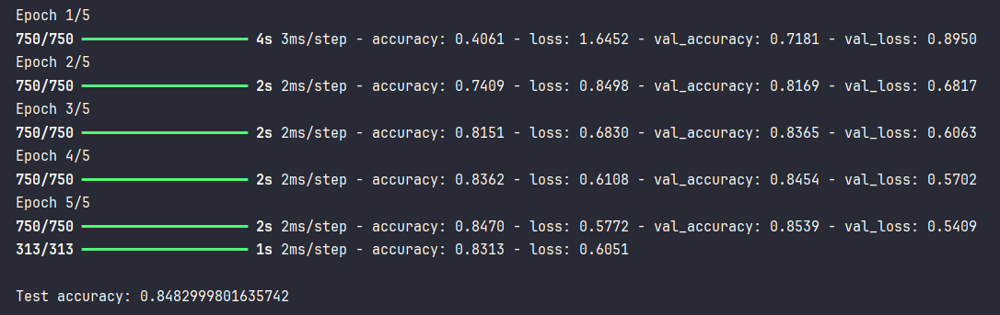 Epoch 1/5
750/750 ━━━━━━━━━━━━━━━━━━━━ 4s 3ms/step - accuracy: 0.4061 - loss: 1.6452 - val_accuracy: 0.7181 - val_loss: 0.8950
Epoch 2/5
750/750 ━━━━━━━━━━━━━━━━━━━━ 2s 2ms/step - accuracy: 0.7409 - loss: 0.8498 - val_accuracy: 0.8169 - val_loss: 0.6817
Epoch 3/5
750/750 ━━━━━━━━━━━━━━━━━━━━ 2s 2ms/step - accuracy: 0.8151 - loss: 0.6830 - val_accuracy: 0.8365 - val_loss: 0.6063
Epoch 4/5
750/750 ━━━━━━━━━━━━━━━━━━━━ 2s 2ms/step - accuracy: 0.8362 - loss: 0.6108 - val_accuracy: 0.8454 - val_loss: 0.5702
Epoch 5/5
750/750 ━━━━━━━━━━━━━━━━━━━━ 2s 2ms/step - accuracy: 0.8470 - loss: 0.5772 - val_accuracy: 0.8539 - val_loss: 0.5409
313/313 ━━━━━━━━━━━━━━━━━━━━ 1s 2ms/step - accuracy: 0.8313 - loss: 0.6051
Test accuracy: 0.8482999801635742